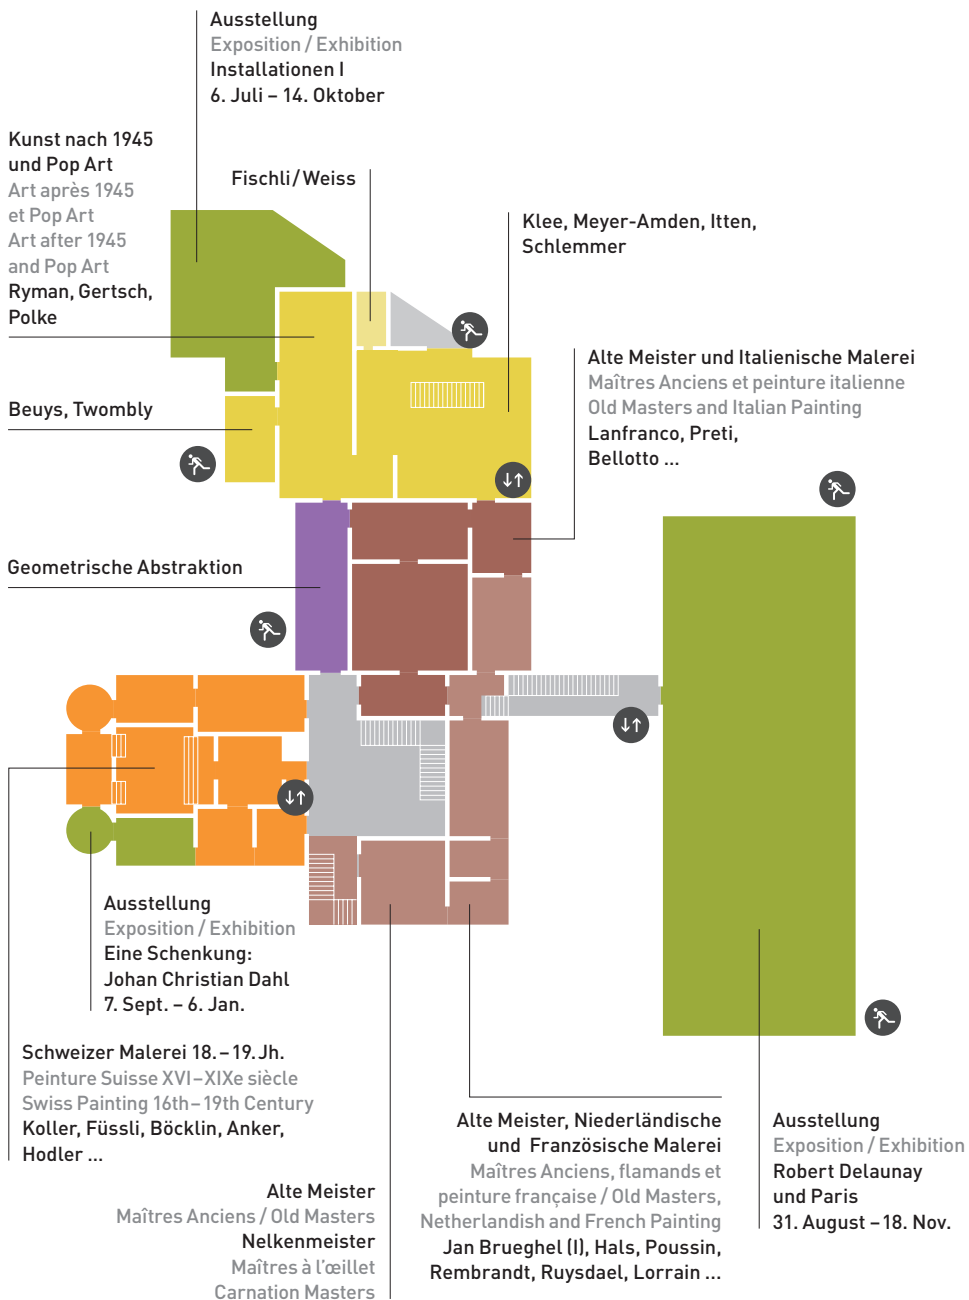 Ausstellung
Exposition / Exhibition
Installationen I
6. Juli – 14. Oktober
Kunst nach 1945
und Pop Art
Art après 1945
et Pop Art
Art after 1945
and Pop Art
Ryman, Gertsch,
Polke
Fischli / Weiss
Klee, Meyer-Amden, Itten,
Schlemmer
Alte Meister und Italienische Malerei
Maîtres Anciens et peinture italienne
Old Masters and Italian Painting
Lanfranco, Preti,
Bellotto ...
Beuys, Twombly
Geometrische Abstraktion
Ausstellung
Exposition / Exhibition
Eine Schenkung:
Johan Christian Dahl
7. Sept. – 6. Jan.
Schweizer Malerei 18. – 19. Jh.
Peinture Suisse XVI – XIXe siècle
Swiss Painting 16th – 19th Century
Koller, Füssli, Böcklin, Anker,
Hodler ...
Alte Meister
Maîtres Anciens / Old Masters
Nelkenmeister
Maîtres à l'œillet
Carnation Masters
Alte Meister, Niederländische
und Französische Malerei
Maîtres Anciens, flamands et
peinture française / Old Masters,
Netherlandish and French Painting
Jan Brueghel (I), Hals, Poussin,
Rembrandt, Ruysdael, Lorrain ...
Ausstellung
Exposition / Exhibition
Robert Delaunay
und Paris
31. August – 18. Nov.